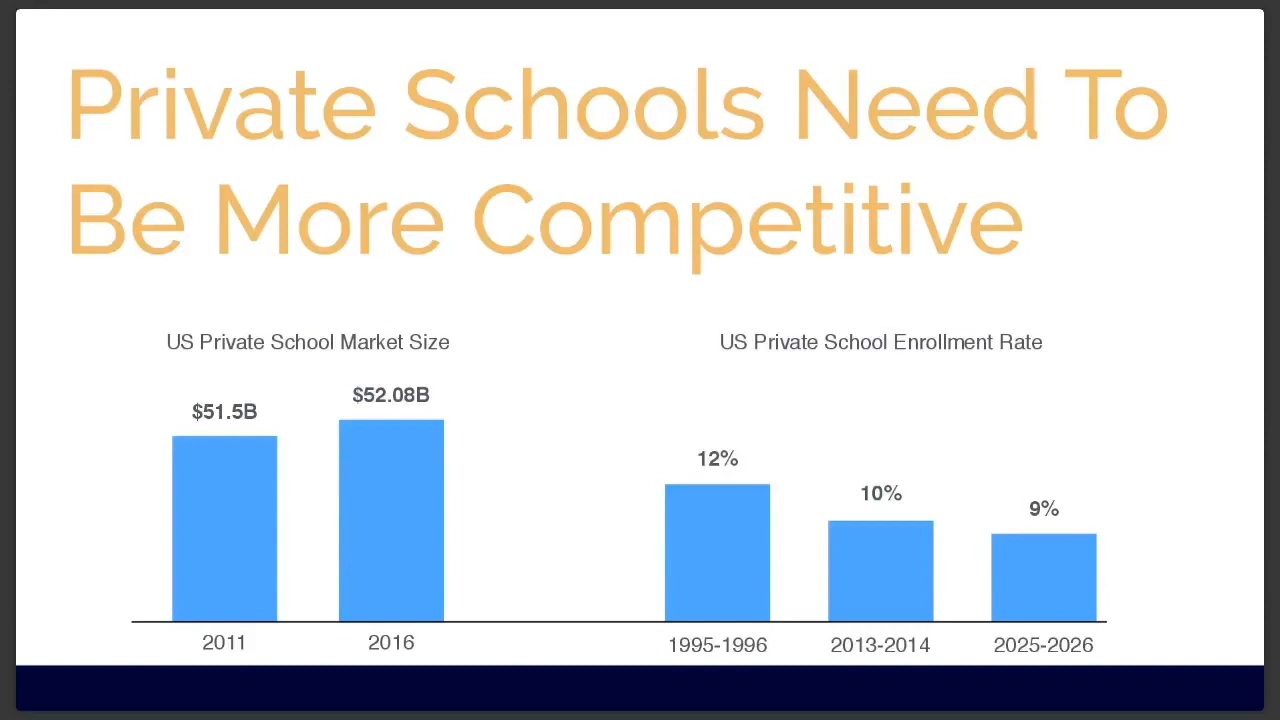 Private Schools Need To
Be More Competitive
US Private School Market Size
$51.5B
$52.08B
2011
2016
US Private School Enrollment Rate
12%
10%
9%
1995-1996
2013-2014
2025-2026